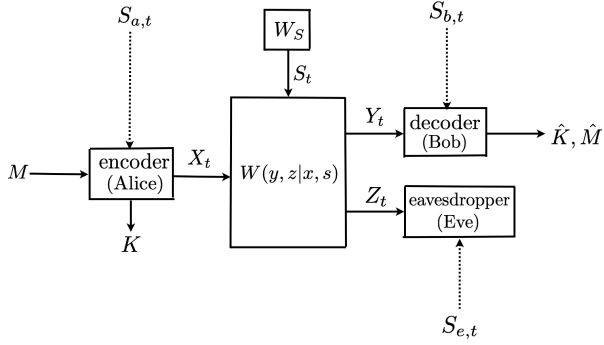 S_{a,t}
S_{b,t}
W_S
S_t
M
encoder
(Alice)
X_t
W(y, z|x, s)
Y_t
decoder
(Bob)
\hat{K}, \hat{M}
Z_t
eavesdropper
(Eve)
K
S_{e,t}